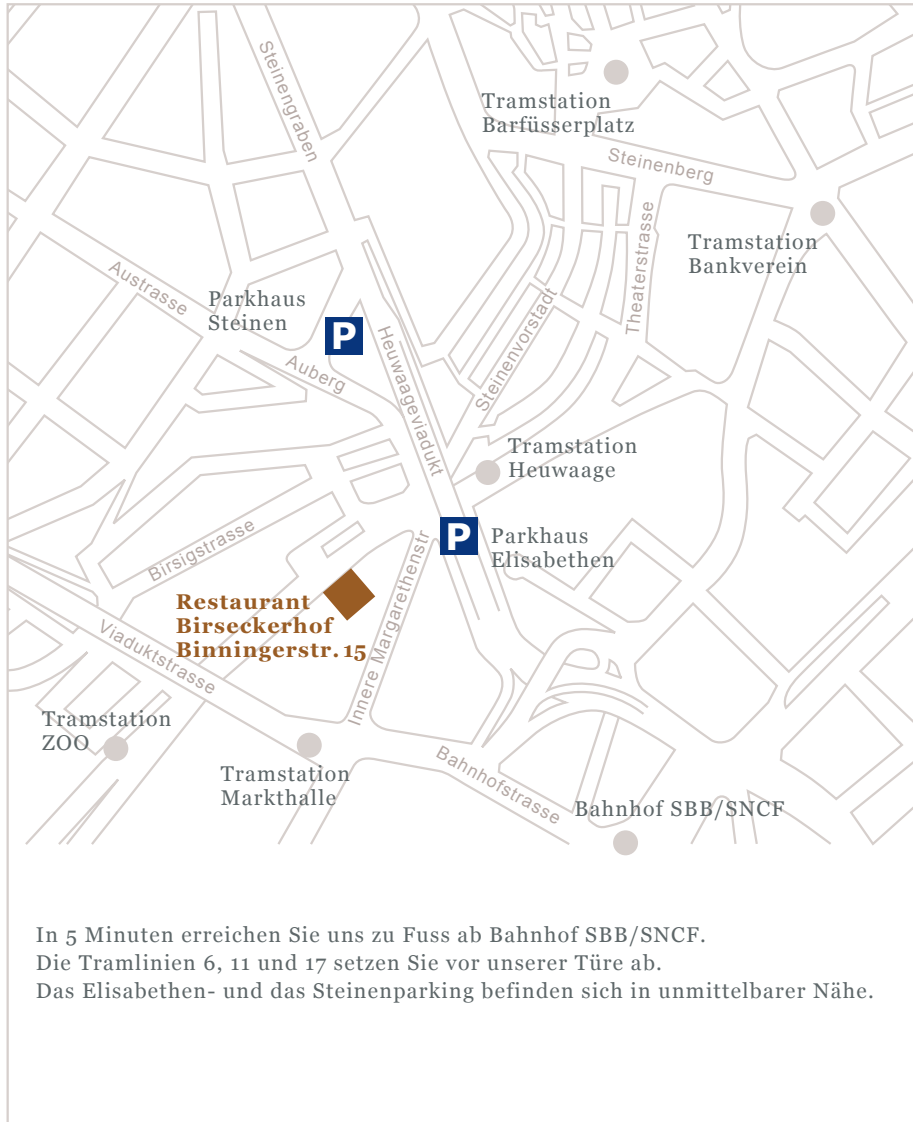 Steinengraben
Tramstation
Barfüsserplatz
Steinenberg
Tramstation
Bankverein
Theaterstrasse
Austrasse
Parkhaus
Steinen
P
Heuwaageviadukt
Steinenvorstadt
Auberg
Tramstation
Heuwaage
P
Parkhaus
Elisabethen
Birsigstrasse
Innere Margarethenstr
Restaurant
Birseckerhof
Binningerstr. 15
Viaduktstrasse
Tramstation
ZOO
Tramstation
Markthalle
Bahnhofstrasse
Bahnhof SBB/SNCF
In 5 Minuten erreichen Sie uns zu Fuss ab Bahnhof SBB/SNCF.
Die Tramlinien 6, 11 und 17 setzen Sie vor unserer Türe ab.
Das Elisabethen- und das Steinenparking befinden sich in unmittelbarer Nähe.